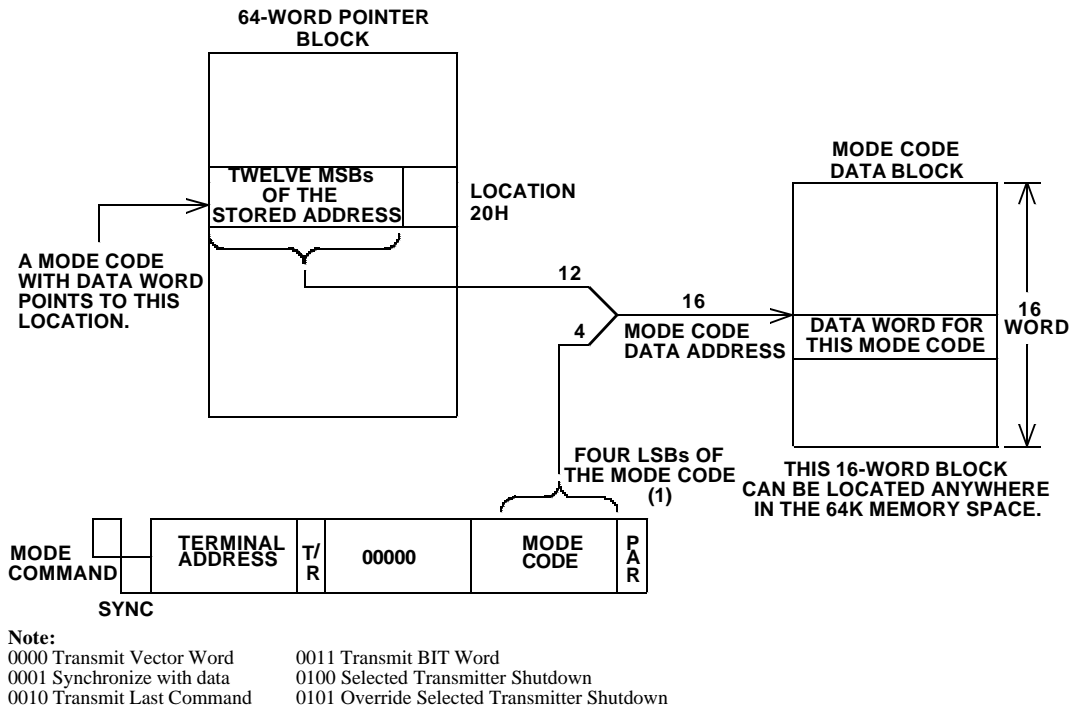 64-WORD POINTER
BLOCK
TWELVE MSBs
OF THE
STORED ADDRESS
LOCATION
20H
A MODE CODE
WITH DATA WORD
POINTS TO THIS
LOCATION.
12
4
16
MODE CODE
DATA ADDRESS
MODE CODE
DATA BLOCK
DATA WORD FOR
THIS MODE CODE
16
WORD
THIS 16-WORD BLOCK
CAN BE LOCATED ANYWHERE
IN THE 64K MEMORY SPACE.
FOUR LSBs OF
THE MODE CODE
(1)
MODE
COMMAND
SYNC
TERMINAL
ADDRESS
T/
R
00000
MODE
CODE
P
A
R
Note:
0000 Transmit Vector Word 0011 Transmit BIT Word
0001 Synchronize with data 0100 Selected Transmitter Shutdown
0010 Transmit Last Command 0101 Override Selected Transmitter Shutdown